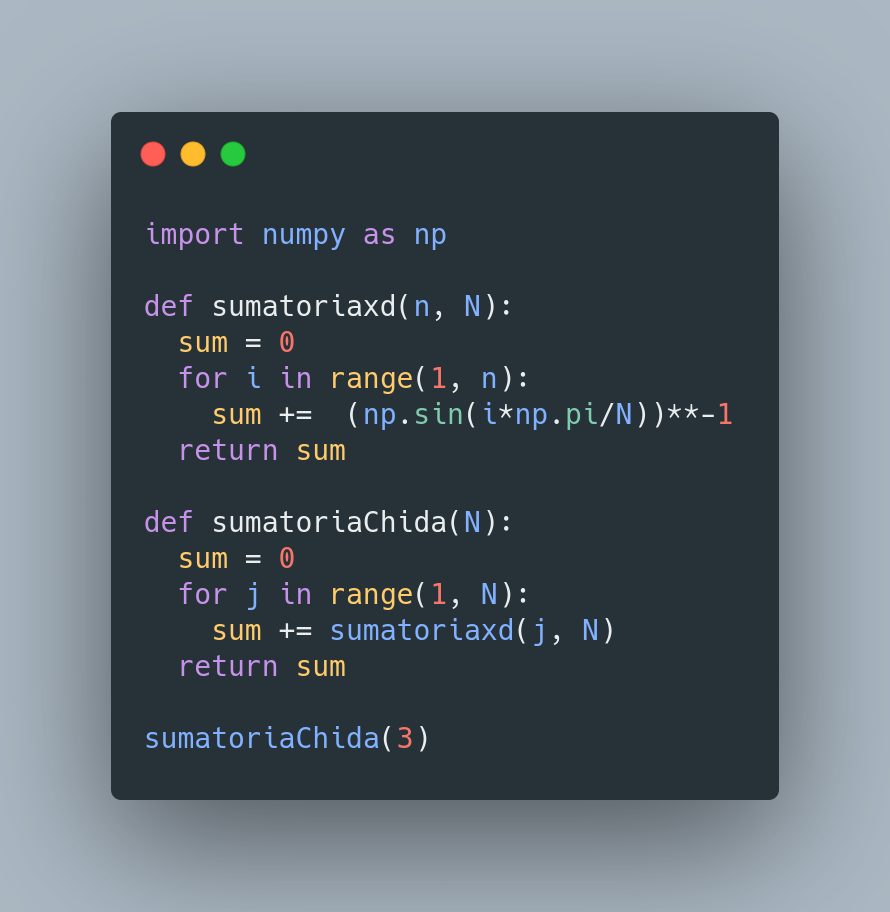 import numpy as np
def sumatoriaxd(n, N):
  sum = 0
  for i in range(1, n):
    sum +=  (np.sin(i*np.pi/N))**-1
  return sum
def sumatoriaChida(N):
  sum = 0
  for j in range(1, N):
    sum += sumatoriaxd(j, N)
  return sum
sumatoriaChida(3)